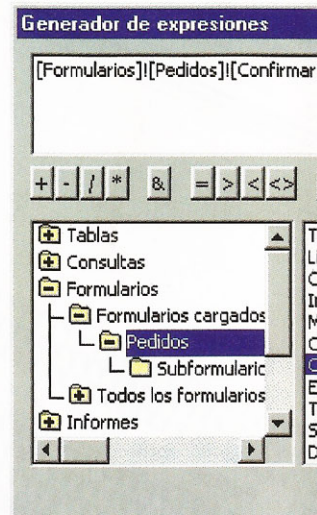 Generador de expresiones
[Formularios]![Pedidos]![Confirmar
+ - / * & = > < <>
Tablas
Consultas
Formularios
Formularios cargados
Pedidos
Subformularic
Todos los formularios
Informes